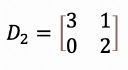 D₂ = [3 1
0 2]